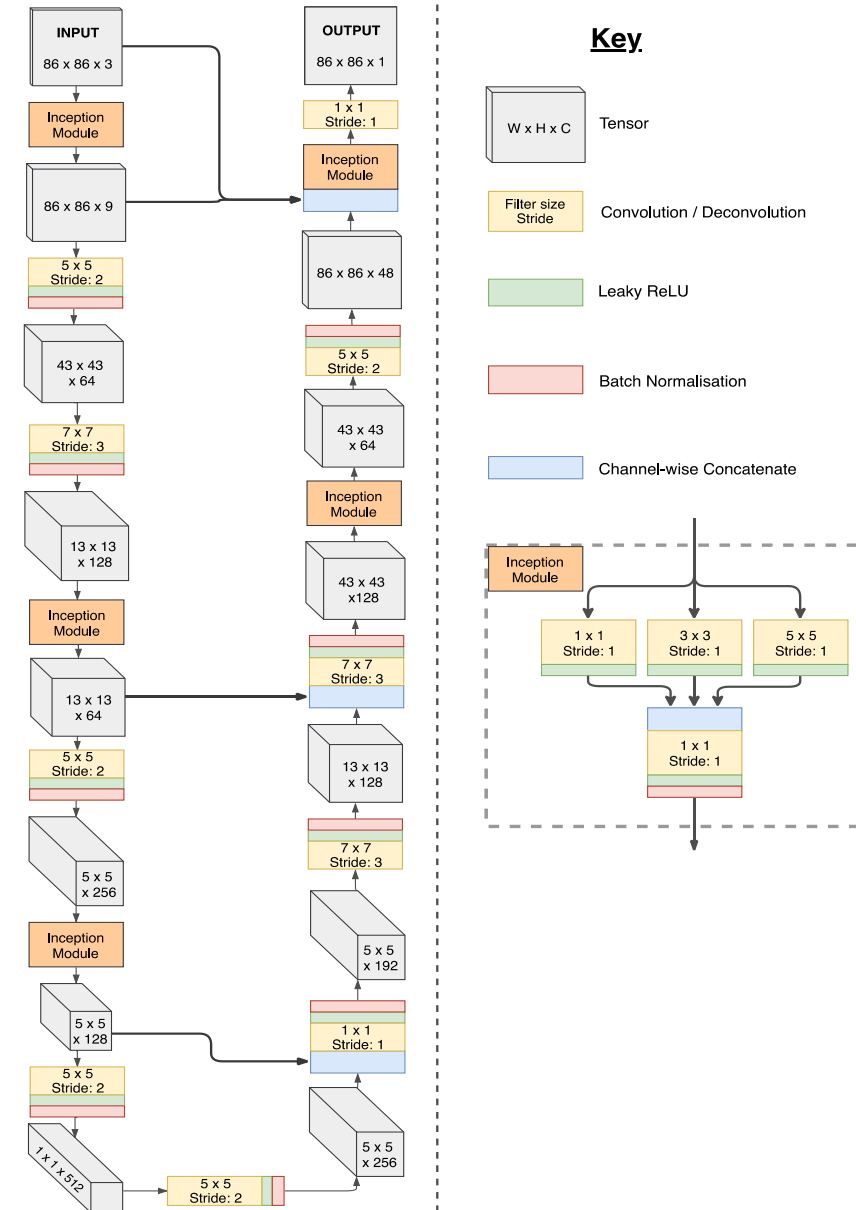 INPUT
86 x 86 x 3
Inception
Module
86 x 86 x 9
5 x 5
Stride: 2
43 x 43
x 64
7 x 7
Stride: 3
13 x 13
x 128
Inception
Module
13 x 13
x 64
5 x 5
Stride: 2
5 x 5
x 256
Inception
Module
5 x 5
x 128
5 x 5
Stride: 2
1 x 1 x 512
5 x 5
Stride: 2
OUTPUT
86 x 86 x 1
1 x 1
Stride: 1
Inception
Module
86 x 86 x 48
5 x 5
Stride: 2
43 x 43
x 64
Inception
Module
43 x 43
x128
7 x 7
Stride: 3
13 x 13
x 128
7 x 7
Stride: 3
5 x 5
x 192
1 x 1
Stride: 1
5 x 5
x 256
Key
W x H x C
Tensor
Filter size
Stride
Convolution / Deconvolution
Leaky ReLU
Batch Normalisation
Channel-wise Concatenate
Inception
Module
1 x 1
Stride: 1
3 x 3
Stride: 1
5 x 5
Stride: 1
1 x 1
Stride: 1